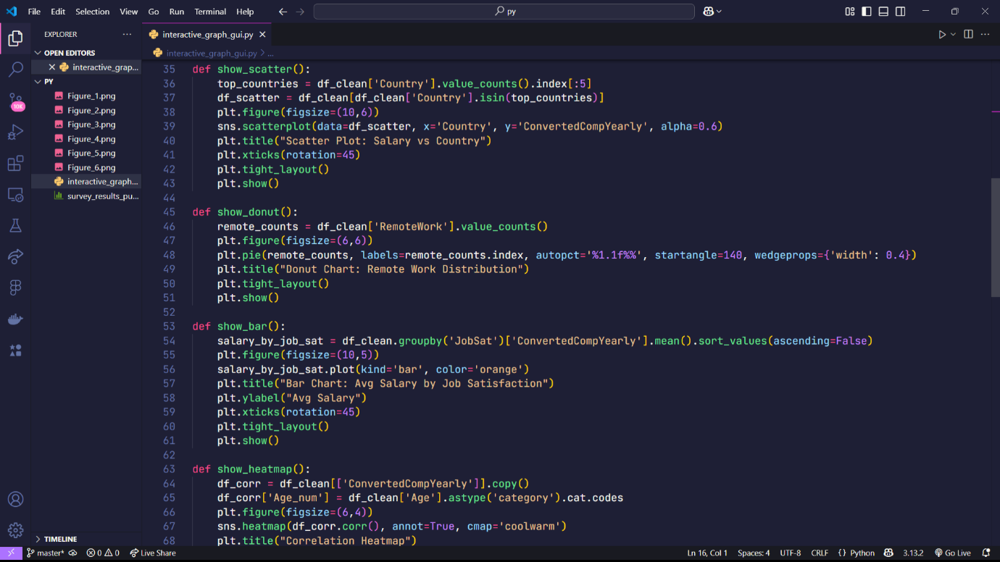 File Edit Selection View Go Run Terminal Help
py
EXPLORER
OPEN EDITORS
interactive_grap...
PY
Figure_1.png
Figure_2.png
Figure_3.png
Figure_4.png
Figure_5.png
Figure_6.png
interactive_graph...
survey_results_pu...
TIMELINE
10K
interactive_graph_gui.py
interactive_graph_gui.py > ...
35 def show_scatter():
36 top_countries = df_clean['Country'].value_counts().index[:5]
37 df_scatter = df_clean[df_clean['Country'].isin(top_countries)]
38 plt.figure(figsize=(10,6))
39 sns.scatterplot(data=df_scatter, x='Country', y='ConvertedCompYearly', alpha=0.6)
40 plt.title("Scatter Plot: Salary vs Country")
41 plt.xticks(rotation=45)
42 plt.tight_layout()
43 plt.show()
44
45 def show_donut():
46 remote_counts = df_clean['RemoteWork'].value_counts()
47 plt.figure(figsize=(6,6))
48 plt.pie(remote_counts, labels=remote_counts.index, autopct='%1.1f%%', startangle=140, wedgeprops={'width': 0.4})
49 plt.title("Donut Chart: Remote Work Distribution")
50 plt.tight_layout()
51 plt.show()
52
53 def show_bar():
54 salary_by_job_sat = df_clean.groupby('JobSat')['ConvertedCompYearly'].mean().sort_values(ascending=False)
55 plt.figure(figsize=(10,5))
56 salary_by_job_sat.plot(kind='bar', color='orange')
57 plt.title("Bar Chart: Avg Salary by Job Satisfaction")
58 plt.ylabel("Avg Salary")
59 plt.xticks(rotation=45)
60 plt.tight_layout()
61 plt.show()
62
63 def show_heatmap():
64 df_corr = df_clean[['ConvertedCompYearly']].copy()
65 df_corr['Age_num'] = df_clean['Age'].astype('category').cat.codes
66 plt.figure(figsize=(6,4))
67 sns.heatmap(df_corr.corr(), annot=True, cmap='coolwarm')
68 plt.title("Correlation Heatmap")
master* 0 0 Live Share Ln 16, Col 1 Spaces: 4 UTF-8 CRLF {} Python 3.13.2 Go Live